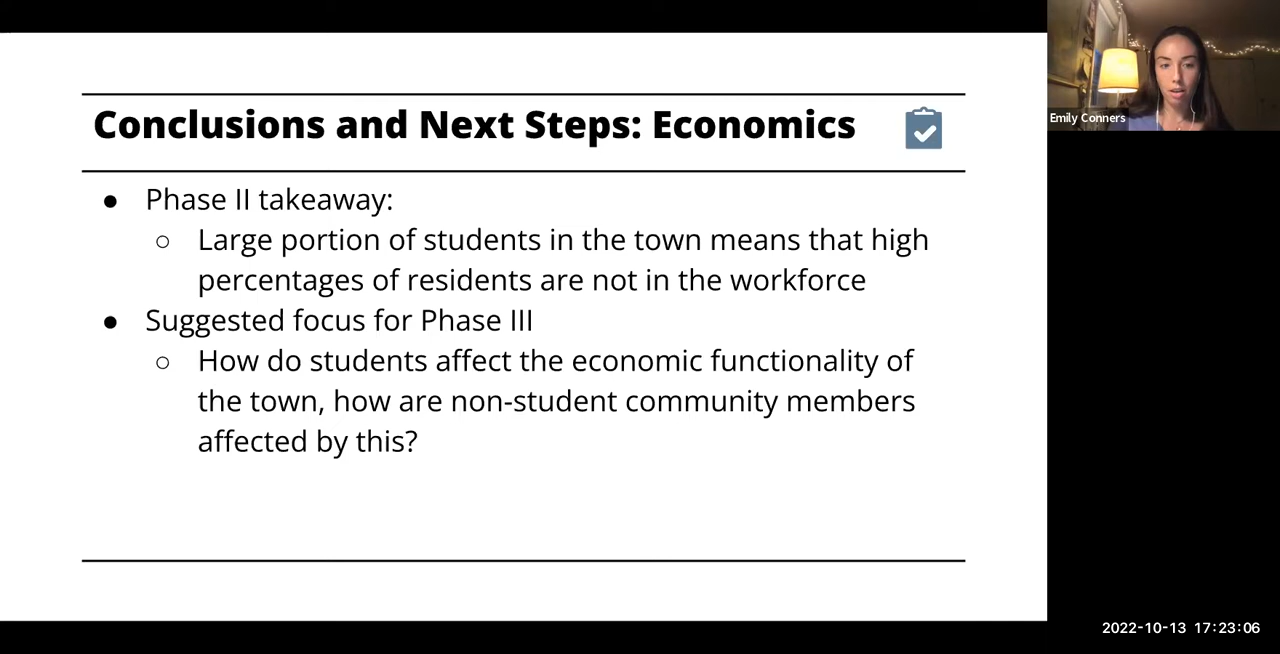 Conclusions and Next Steps: Economics
● Phase II takeaway:
○ Large portion of students in the town means that high
percentages of residents are not in the workforce
● Suggested focus for Phase III
○ How do students affect the economic functionality of
the town, how are non-student community members
affected by this?
Emily Conners
2022-10-13 17:23:06